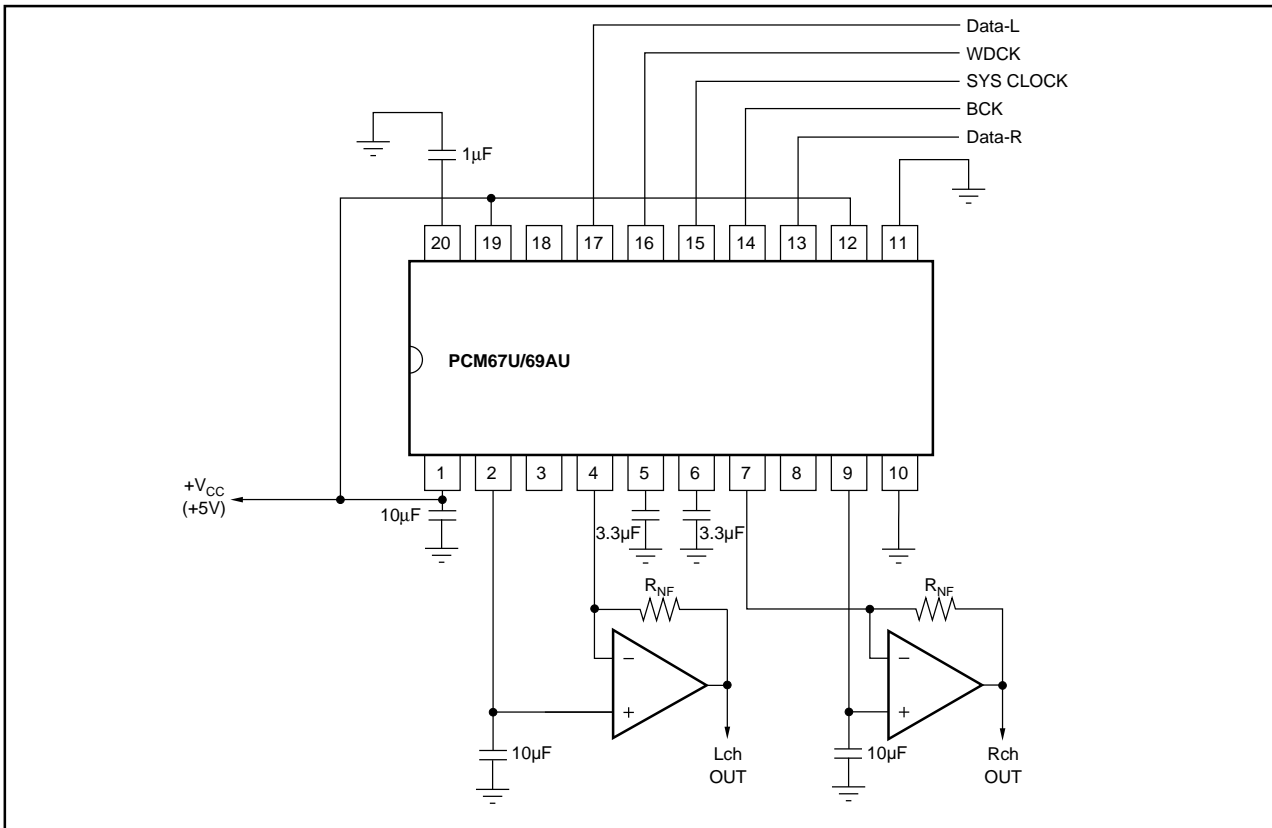 Data-L
WDCK
SYS CLOCK
BCK
Data-R
1μF
20 19 18 17 16 15 14 13 12 11
PCM67U/69AU
1 2 3 4 5 6 7 8 9 10
+VCC
(+5V)
10μF
3.3μF
3.3μF
RNF
RNF
−
−
+
+
10μF
10μF
Lch
OUT
Rch
OUT